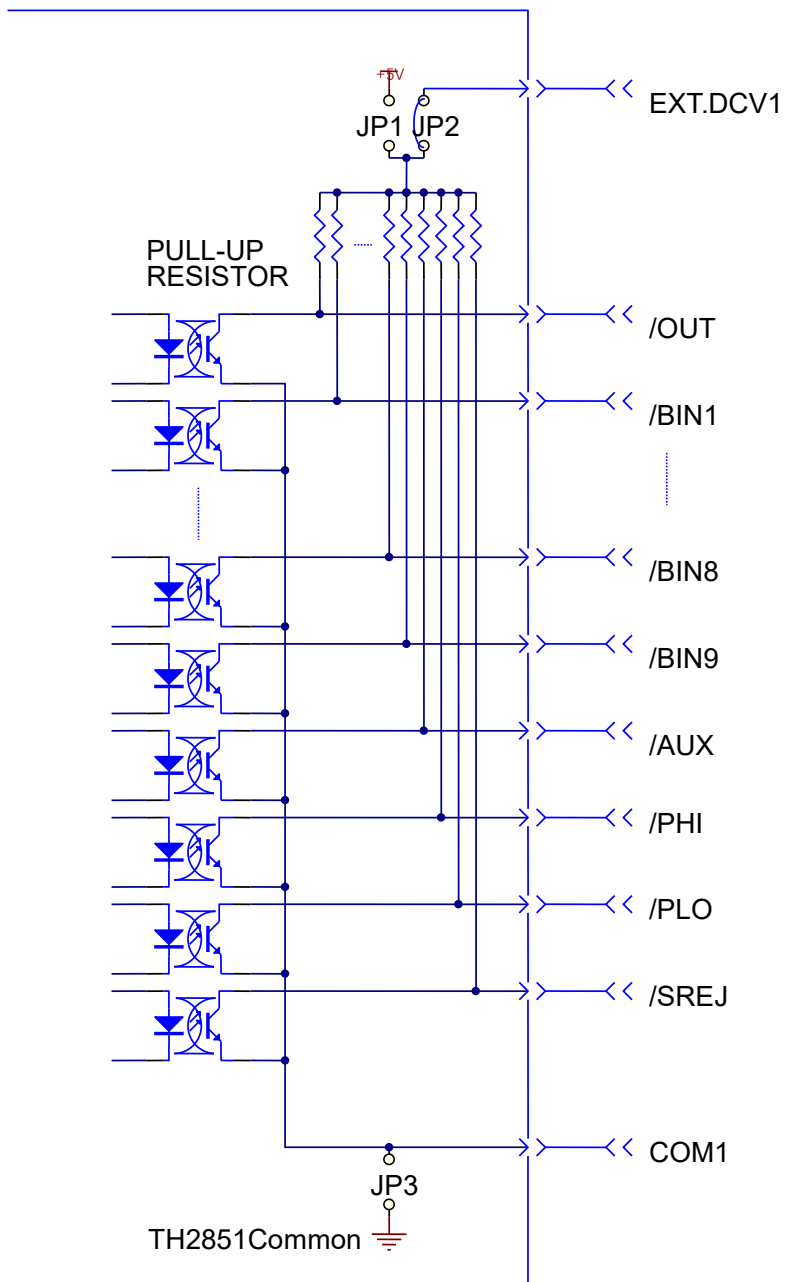 +5V
EXT.DCV1
JP1 JP2
PULL-UP
RESISTOR
/OUT
/BIN1
/BIN8
/BIN9
/AUX
/PHI
/PLO
/SREJ
COM1
JP3
TH2851Common